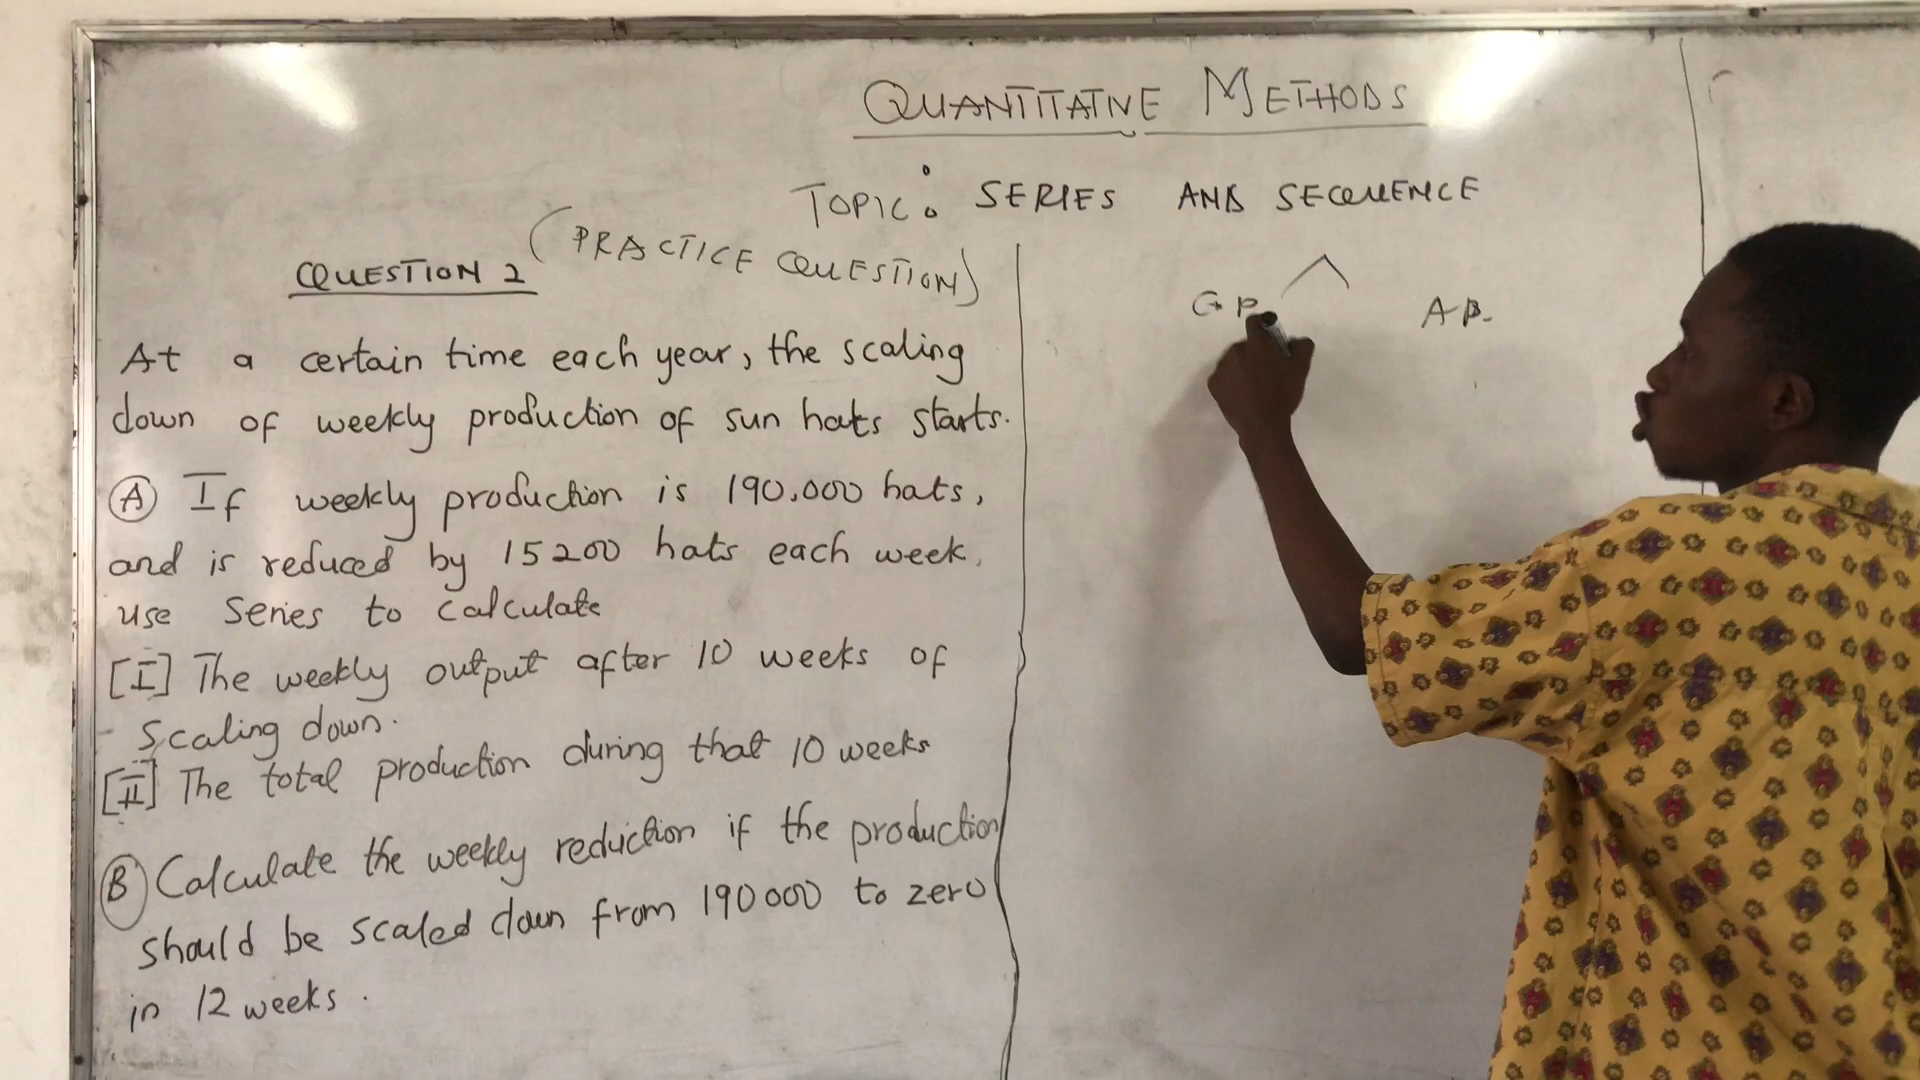 QUANTITATIVE METHODS
TOPIC: SERIES AND SEQUENCE
(PRACTICE QUESTION)
QUESTION 2
At a certain time each year, the scaling
down of weekly production of sun hats starts.
(A) If weekly production is 190,000 hats,
and is reduced by 15200 hats each week,
use series to calculate
[I] The weekly output after 10 weeks of
scaling down.
[II] The total production during that 10 weeks
(B) Calculate the weekly reduction if the production
should be scaled down from 190000 to zero
in 12 weeks.
G.P. A.P.